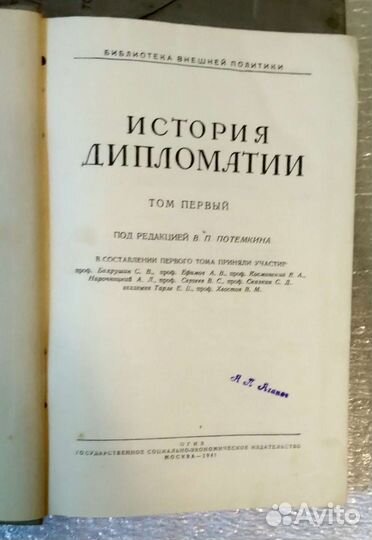 БИБЛИОТЕКА ВНЕШНЕЙ ПОЛИТИКИ
ИСТОРИЯ
ДИПЛОМАТИИ
ТОМ ПЕРВЫЙ
ПОД РЕДАКЦИЕЙ В. П. ПОТЕМКИНА
В СОСТАВЛЕНИИ ПЕРВОГО ТОМА ПРИНЯЛИ УЧАСТИЕ:
проф. Бахрушин С. В., проф. Ефимов А. В., проф. Косминский Е. А.,
Нарочницкий А. Л., проф. Сергеев В. С., проф. Сказкин С. Д.,
академик Тарле Е. В., проф. Хвостов В. М.
А. П.
ОГИЗ
ГОСУДАРСТВЕННОЕ СОЦИАЛЬНО-ЭКОНОМИЧЕСКОЕ ИЗДАТЕЛЬСТВО
МОСКВА—1941
Avito